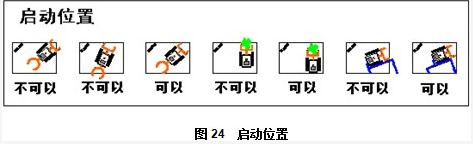 启动位置
不可以 不可以 可以 不可以 可以 不可以 可以
图 24 启动位置